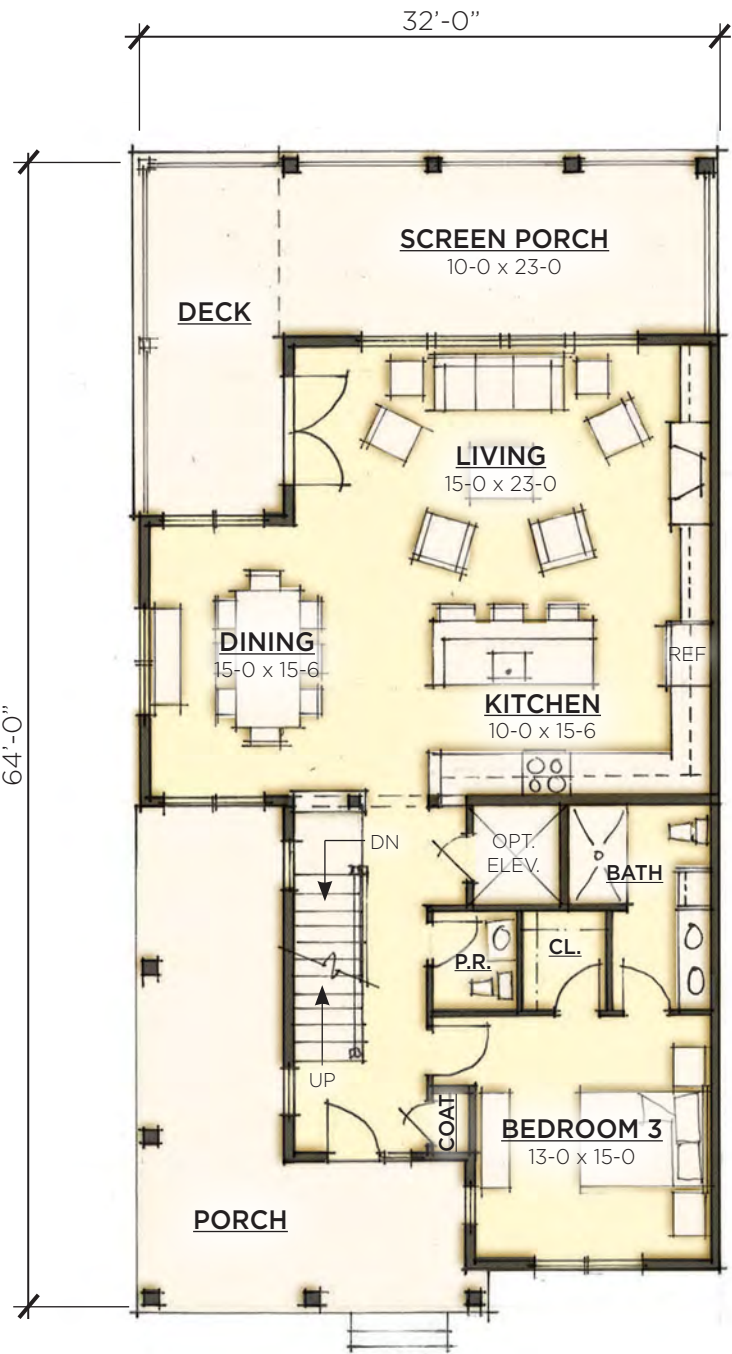 32'-0”
SCREEN PORCH
10-0 x 23-0
DECK
LIVING
15-0 x 23-0
DINING
15-0 x 15-6
REF
KITCHEN
10-0 x 15-6
64'-0”
DN
OPT.
ELEV.
BATH
P.R.
CL.
UP
COAT
BEDROOM 3
13-0 x 15-0
PORCH